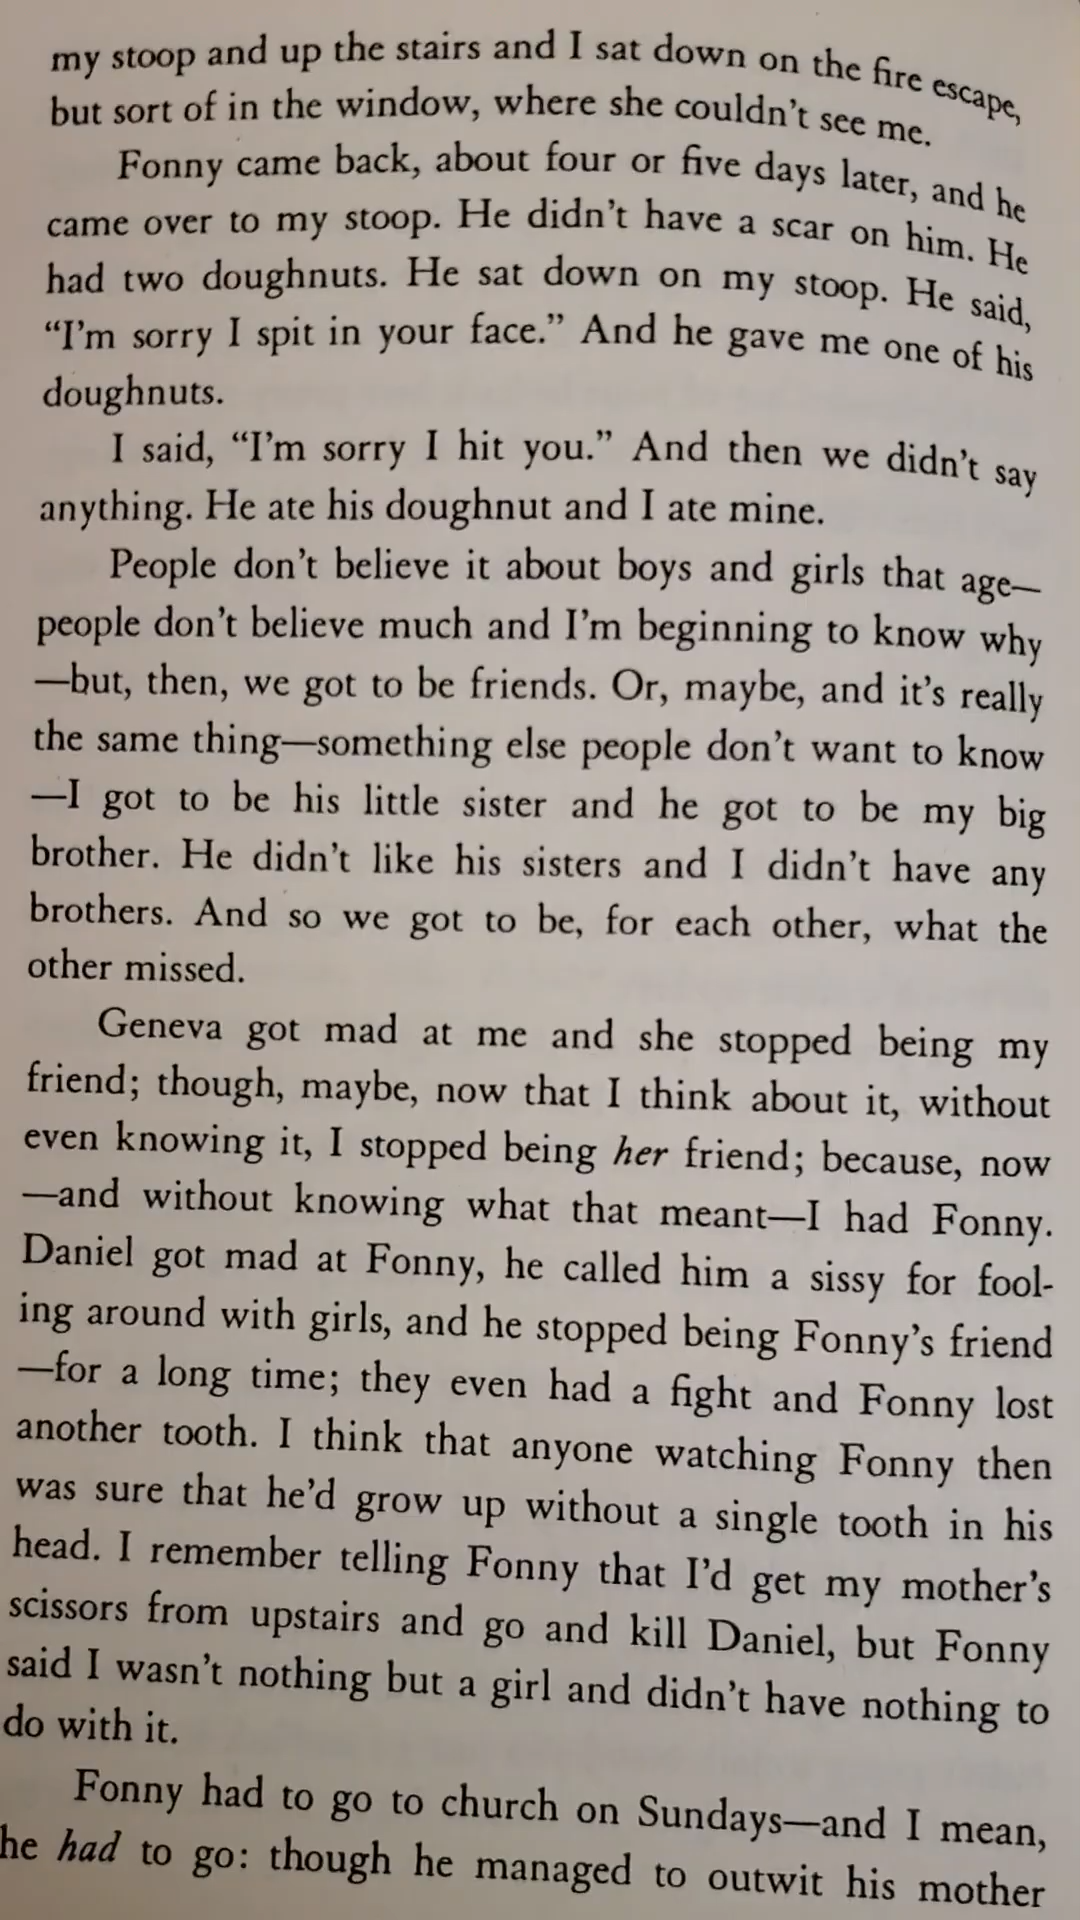 my stoop and up the stairs and I sat down on the fire escape,
but sort of in the window, where she couldn't see me.
Fonny came back, about four or five days later, and he
came over to my stoop. He didn't have a scar on him. He
had two doughnuts. He sat down on my stoop. He said,
“I'm sorry I spit in your face.” And he gave me one of his
doughnuts.
I said, “I'm sorry I hit you.” And then we didn't say
anything. He ate his doughnut and I ate mine.
People don't believe it about boys and girls that age—
people don't believe much and I'm beginning to know why
—but, then, we got to be friends. Or, maybe, and it's really
the same thing—something else people don't want to know
—I got to be his little sister and he got to be my big
brother. He didn't like his sisters and I didn't have any
brothers. And so we got to be, for each other, what the
other missed.
Geneva got mad at me and she stopped being my
friend; though, maybe, now that I think about it, without
even knowing it, I stopped being her friend; because, now
—and without knowing what that meant—I had Fonny.
Daniel got mad at Fonny, he called him a sissy for fool-
ing around with girls, and he stopped being Fonny's friend
—for a long time; they even had a fight and Fonny lost
another tooth. I think that anyone watching Fonny then
was sure that he'd grow up without a single tooth in his
head. I remember telling Fonny that I'd get my mother's
scissors from upstairs and go and kill Daniel, but Fonny
said I wasn't nothing but a girl and didn't have nothing to
do with it.
Fonny had to go to church on Sundays—and I mean,
he had to go: though he managed to outwit his mother